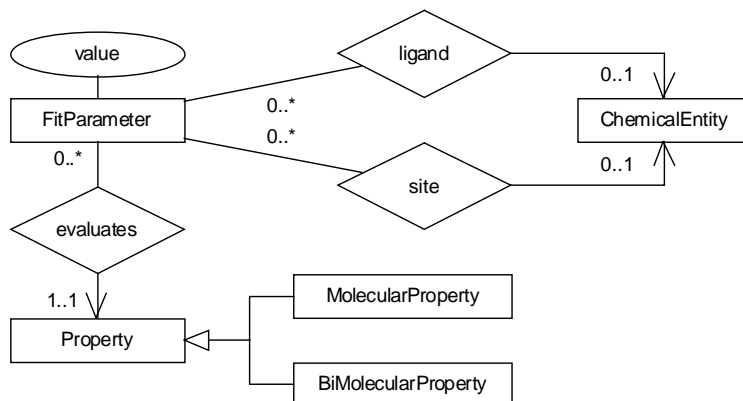 value
ligand
0..*
0..1
FitParameter
ChemicalEntity
0..*
0..*
0..1
site
evaluates
1..1
MolecularProperty
Property
BiMolecularProperty